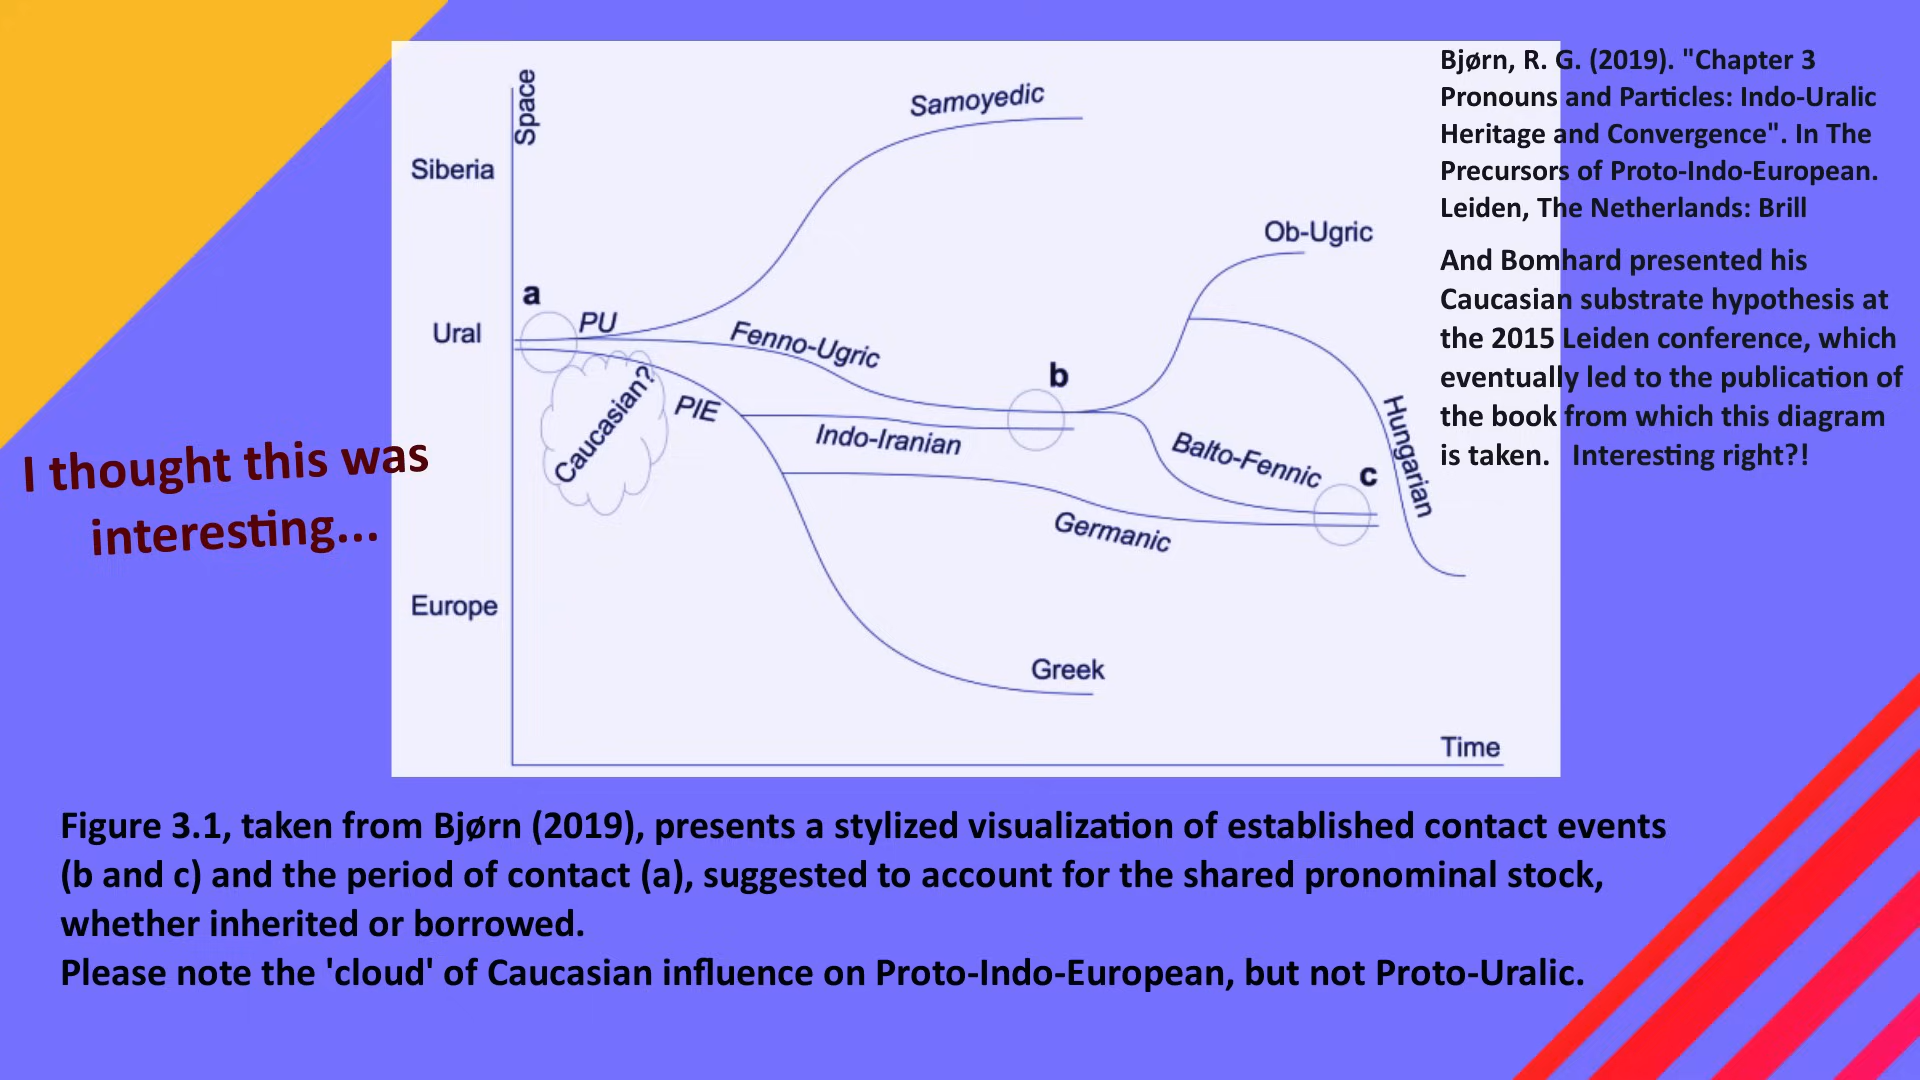 Space
Siberia
Ural
Europe
Time
Samoyedic
Ob-Ugric
a
PU
Fenno-Ugric
b
Caucasian?
PIE
Indo-Iranian
Balto-Fennic
c
Hungarian
Germanic
Greek
Bjørn, R. G. (2019). "Chapter 3
Pronouns and Particles: Indo-Uralic
Heritage and Convergence". In The
Precursors of Proto-Indo-European.
Leiden, The Netherlands: Brill
And Bomhard presented his
Caucasian substrate hypothesis at
the 2015 Leiden conference, which
eventually led to the publication of
the book from which this diagram
is taken. Interesting right?!
I thought this was
interesting...
Figure 3.1, taken from Bjørn (2019), presents a stylized visualization of established contact events
(b and c) and the period of contact (a), suggested to account for the shared pronominal stock,
whether inherited or borrowed.
Please note the 'cloud' of Caucasian influence on Proto-Indo-European, but not Proto-Uralic.